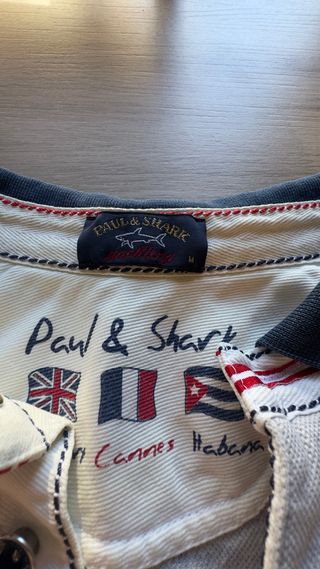 PAUL & SHARK
yachting
M
Paul & Shark
Cannes Habana